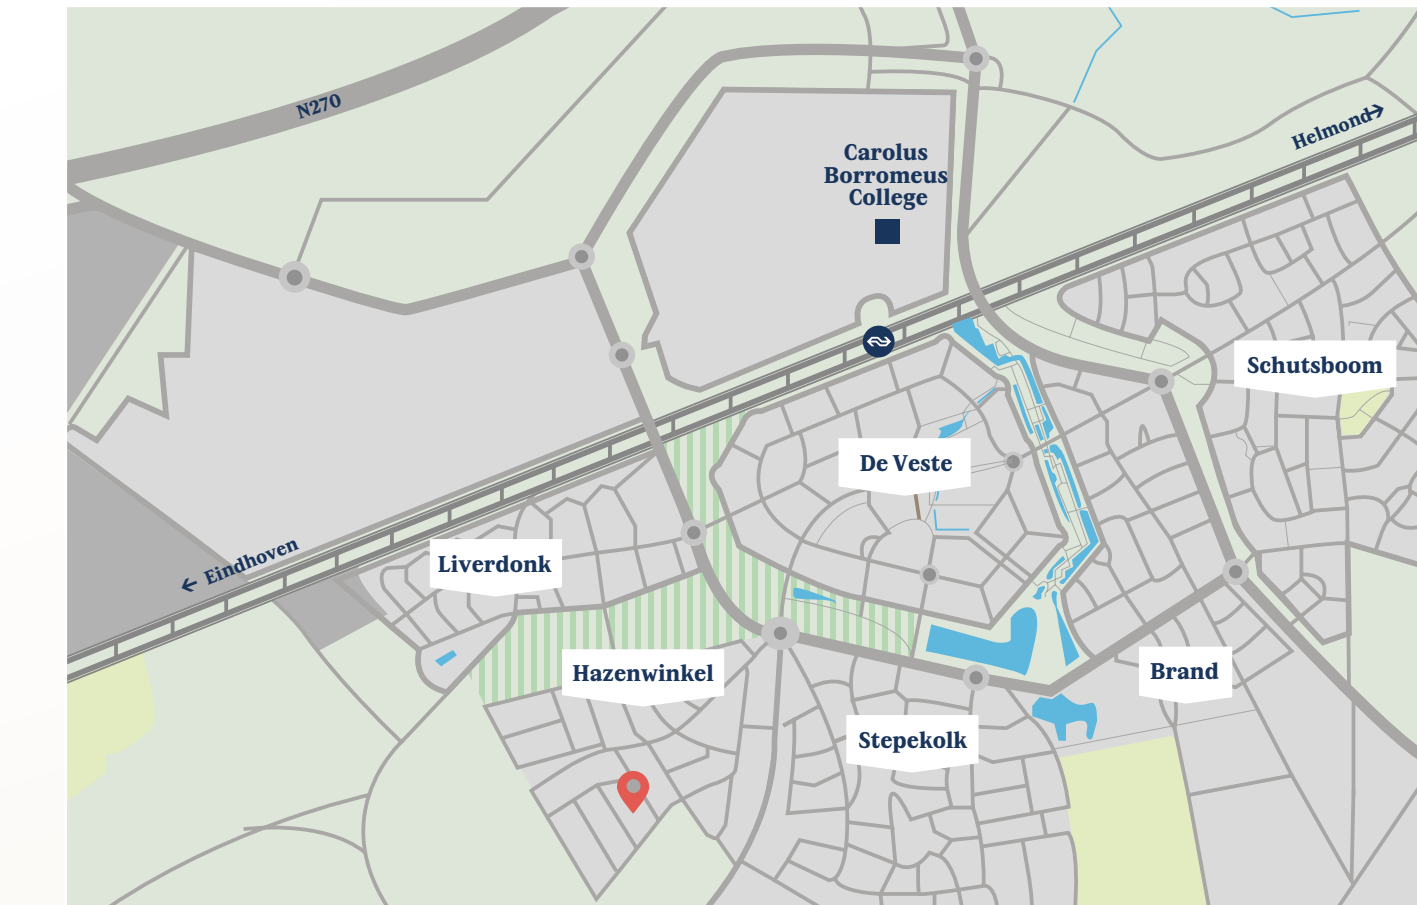 N270
Helmond →
Carolus
Borromeus
College
Schutsboom
De Veste
← Eindhoven
Liverdonk
Hazenwinkel
Brand
Stepekolk